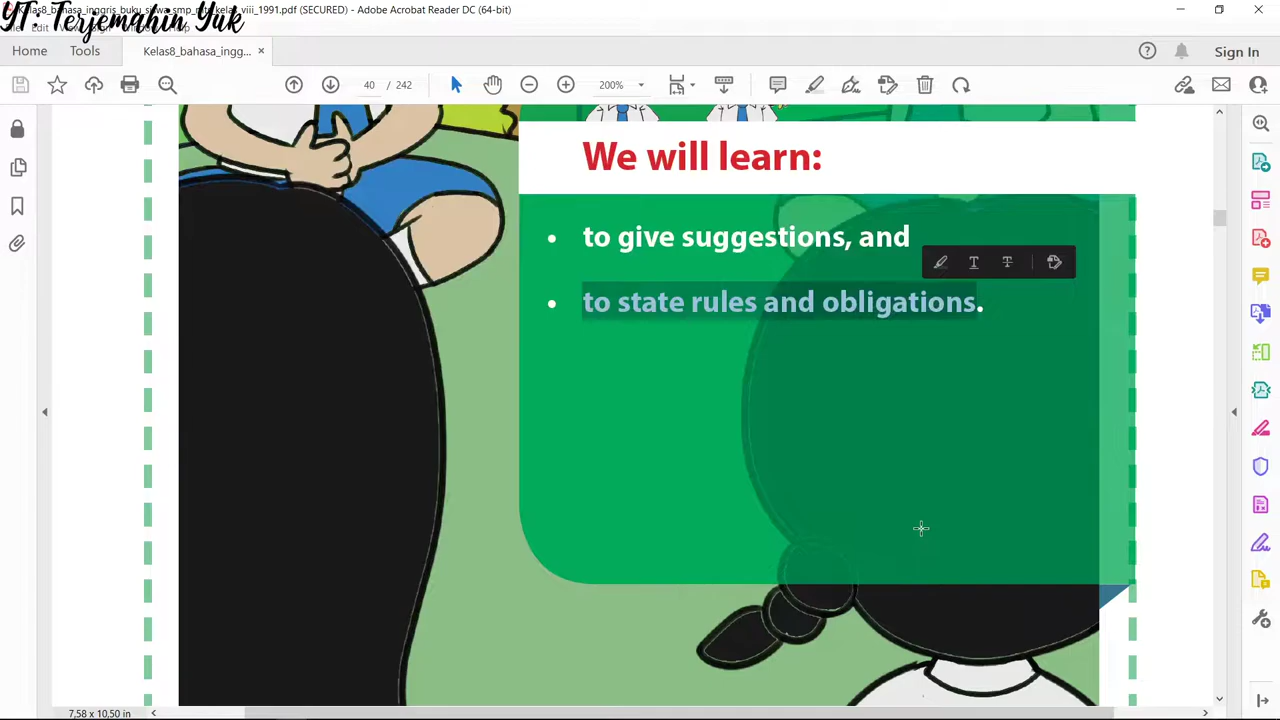 YT: Terjemahin Yuk
s_inggris_buku_siswa_smp_mts_kelas_viii_1991.pdf (SECURED) - Adobe Acrobat Reader DC (64-bit)
Home
Tools
Kelas8_bahasa_ingg...
Sign In
40 / 242
200%
We will learn:
• to give suggestions, and
• to state rules and obligations.
7,58 x 10,50 in